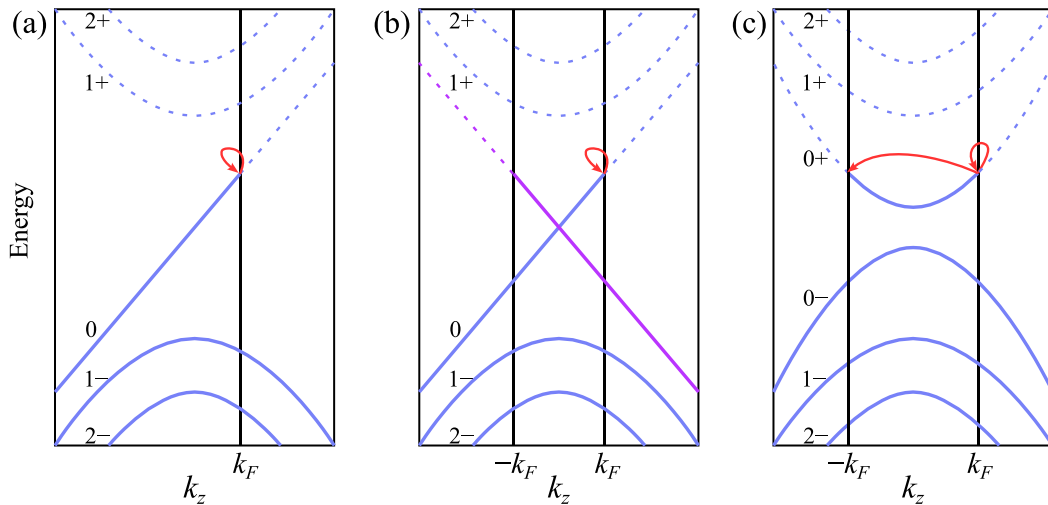 (a)
2+
1+
0
1−
2−
k_F
k_z
Energy
(b)
2+
1+
0
1−
2−
−k_F
k_F
k_z
(c)
2+
1+
0+
0−
1−
2−
−k_F
k_F
k_z